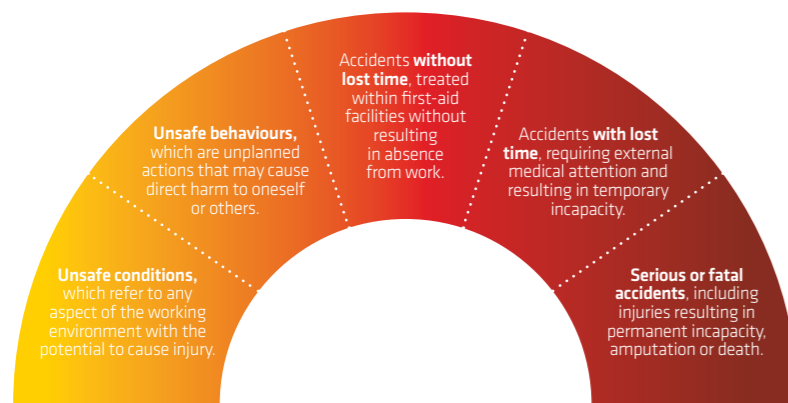 Unsafe conditions,
which refer to any
aspect of the working
environment with the
potential to cause injury.
Unsafe behaviours,
which are unplanned
actions that may cause
direct harm to oneself
or others.
Accidents without
lost time, treated
within first-aid
facilities without
resulting
in absence
from work.
Accidents with lost
time, requiring external
medical attention and
resulting in temporary
incapacity.
Serious or fatal
accidents, including
injuries resulting in
permanent incapacity,
amputation or death.